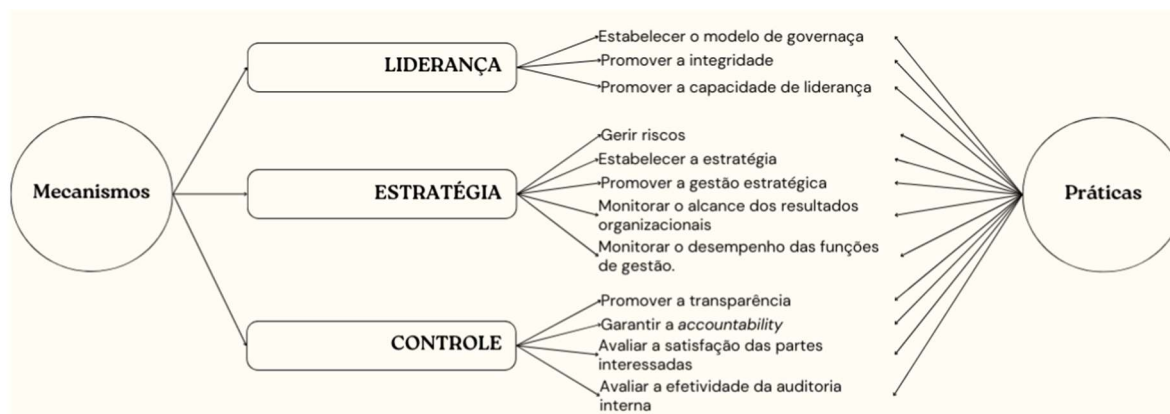 Mecanismos
LIDERANÇA
Estabelecer o modelo de governaça
Promover a integridade
Promover a capacidade de liderança
ESTRATÉGIA
Gerir riscos
Estabelecer a estratégia
Promover a gestão estratégica
Monitorar o alcance dos resultados
organizacionais
Monitorar o desempenho das funções
de gestão.
CONTROLE
Promover a transparência
Garantir a accountability
Avaliar a satisfação das partes
interessadas
Avaliar a efetividade da auditoria
interna
Práticas